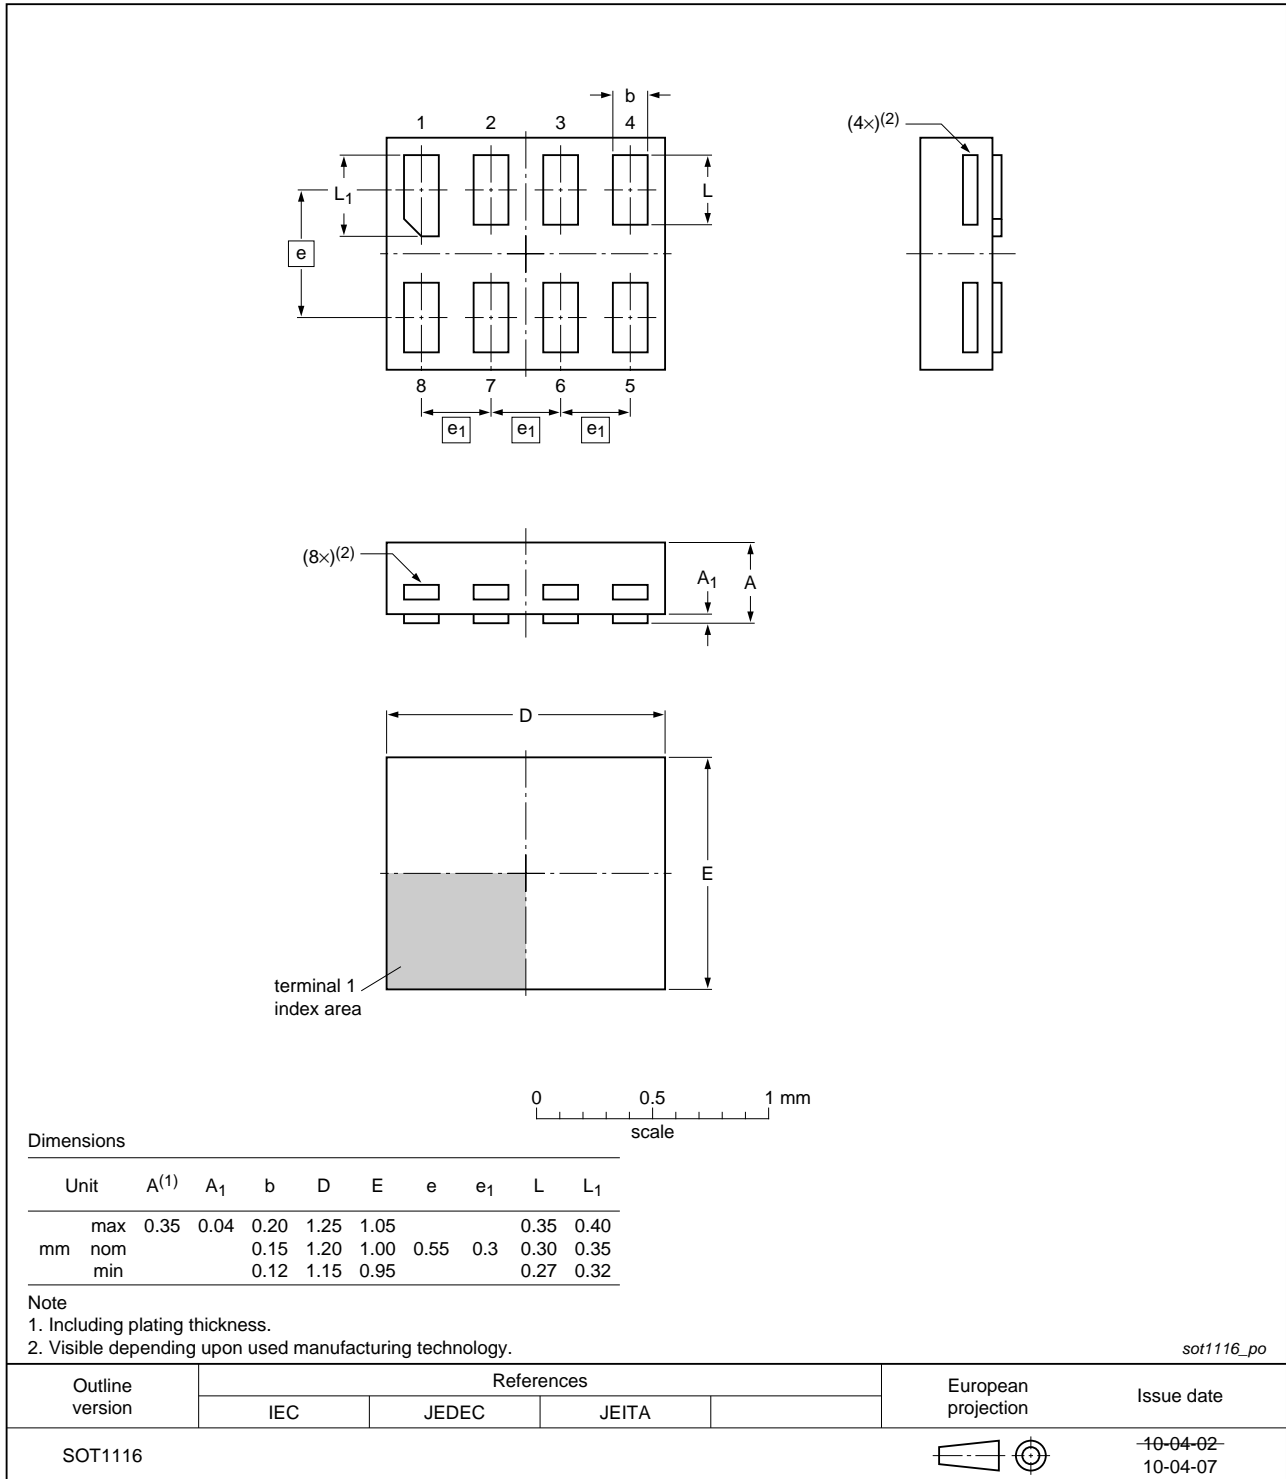 b
1 2 3 4
(4×)(2)
L1
L
e
8 7 6 5
e1 e1 e1
(8×)(2)
A1
A
D
E
terminal 1
index area
0 0.5 1 mm
scale
Dimensions
Unit A(1) A1 b D E e e1 L L1
max 0.35 0.04 0.20 1.25 1.05 0.35 0.40
mm nom 0.15 1.20 1.00 0.55 0.3 0.30 0.35
min 0.12 1.15 0.95 0.27 0.32
Note
1. Including plating thickness.
2. Visible depending upon used manufacturing technology.
sot1116_po
Outline version
References
IEC JEDEC JEITA
European projection
Issue date
SOT1116
10-04-02
10-04-07